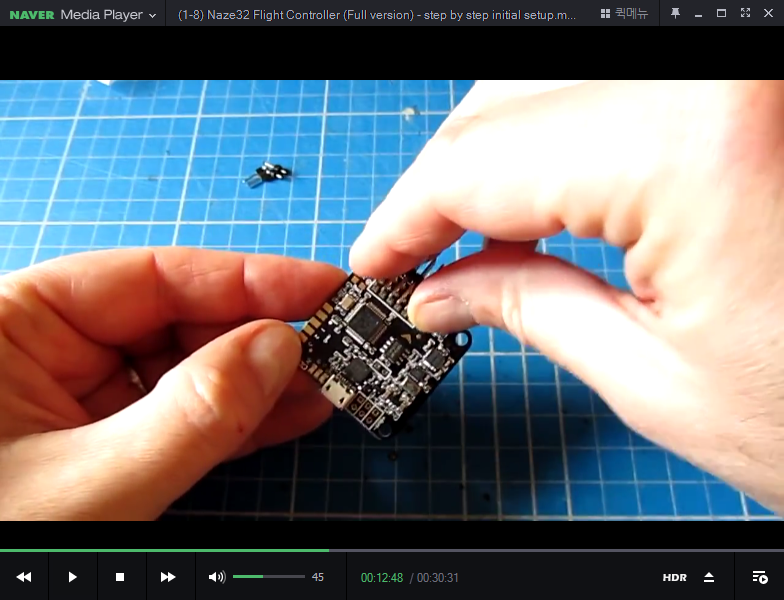 NAVER Media Player
(1-8) Naze32 Flight Controller (Full version) - step by step initial setup.m...
퀵메뉴
45
00:12:48 / 00:30:31
HDR